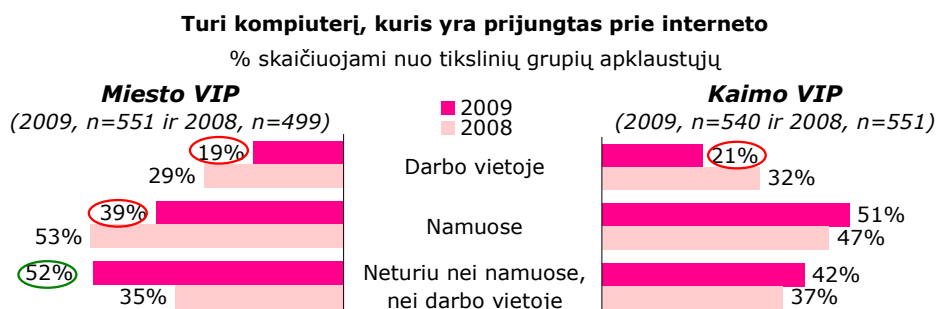 Turi kompiuterį, kuris yra prijungtas prie interneto
% skaičiuojami nuo tikslinių grupių apklaustųjų
Miesto VIP
(2009, n=551 ir 2008, n=499)
2009
2008
Kaimo VIP
(2009, n=540 ir 2008, n=551)
19%
29%
Darbo vietoje
21%
32%
39%
53%
Namuose
51%
47%
52%
35%
Neturiu nei namuose,
nei darbo vietoje
42%
37%